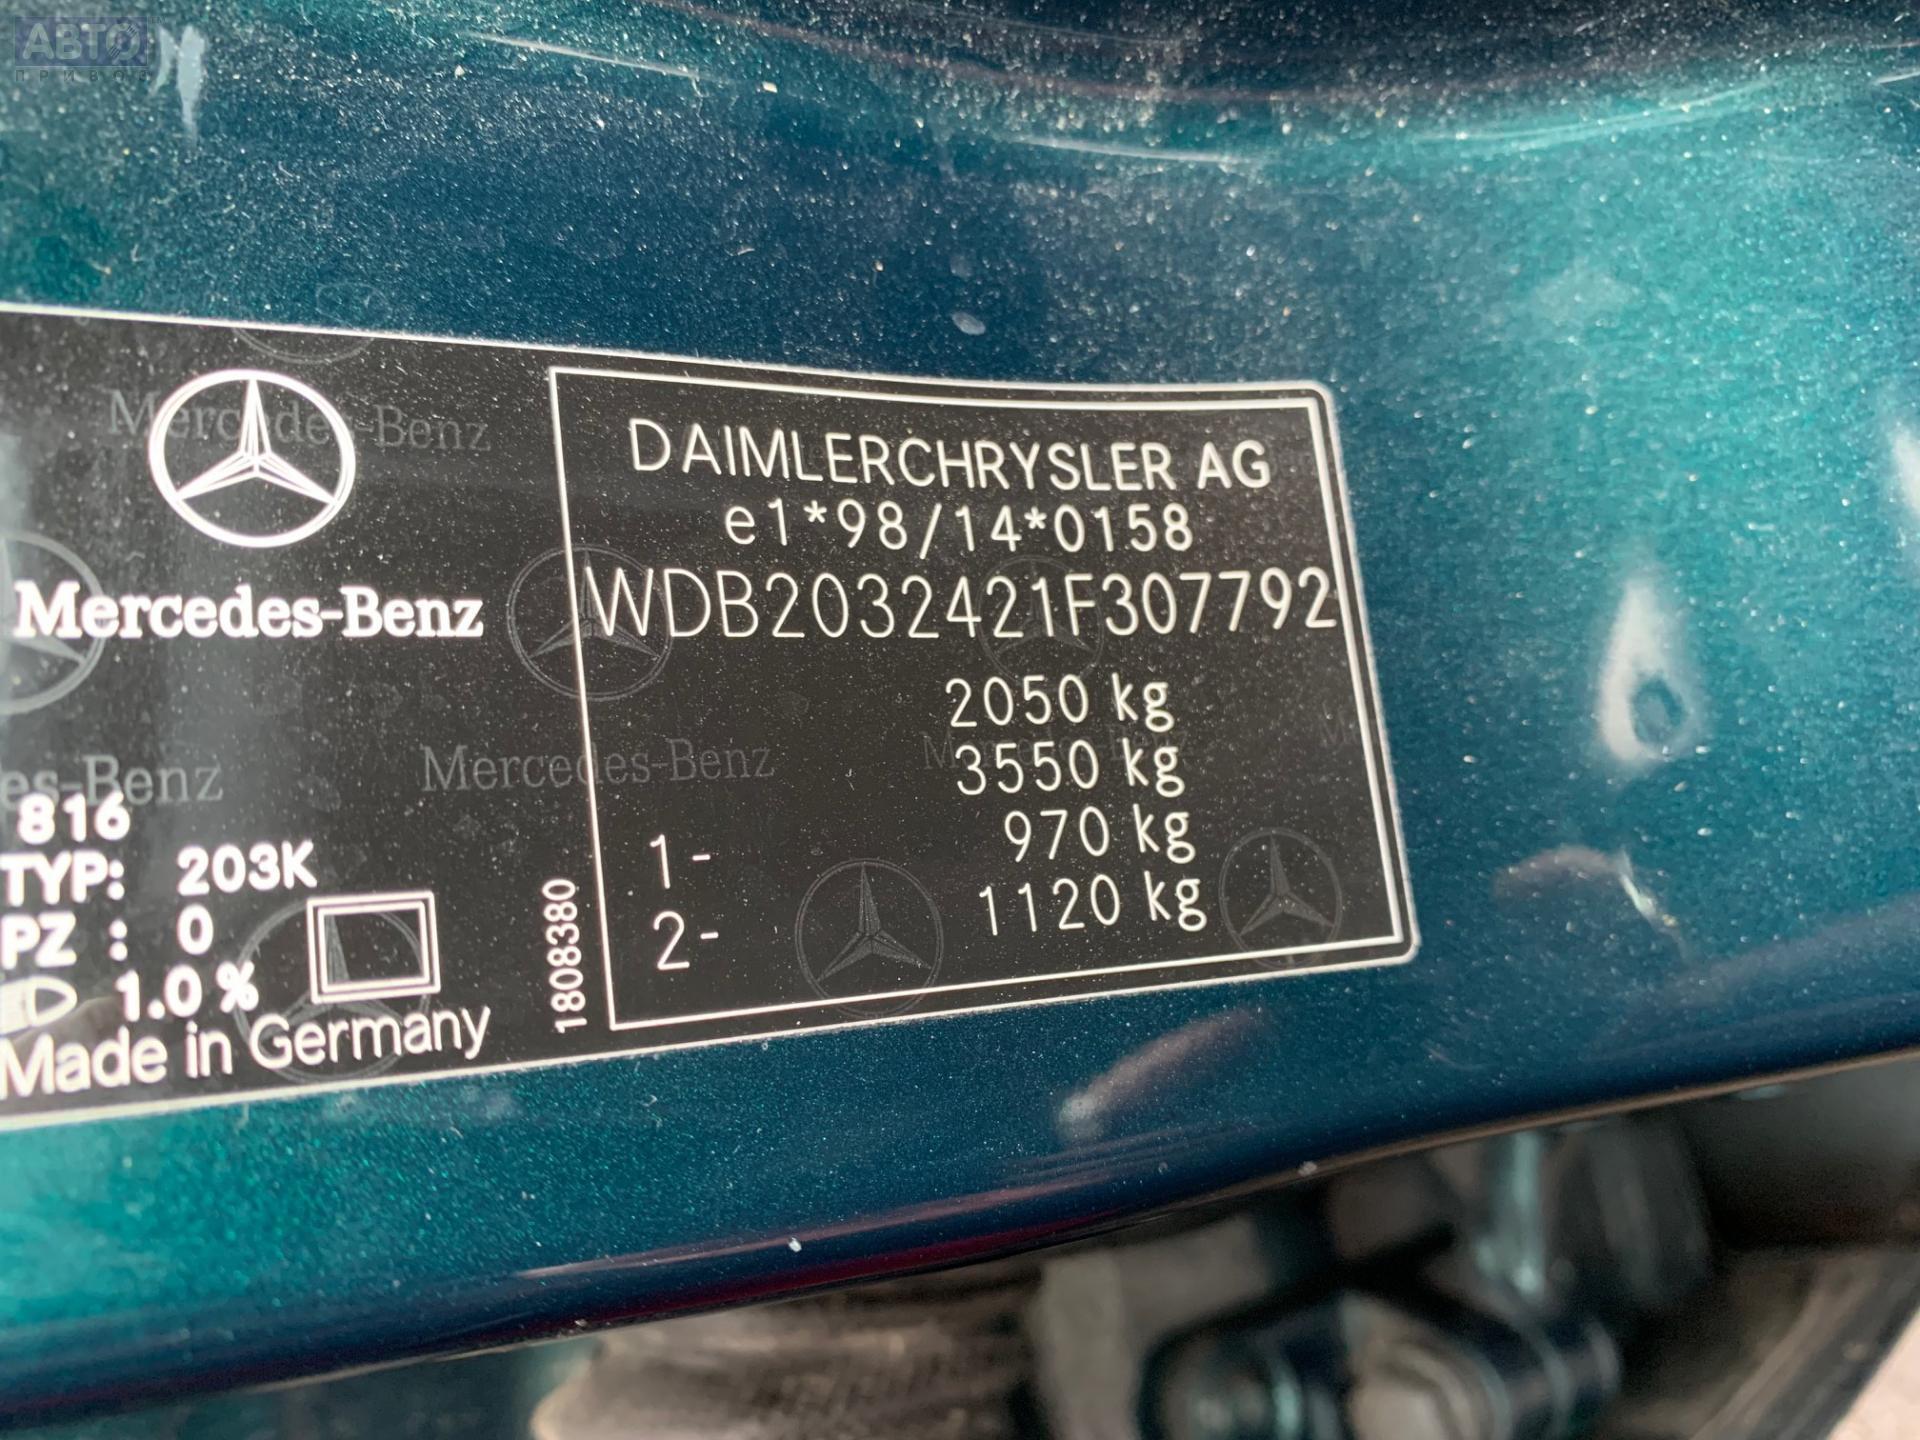 АВТО
ПРИВОЗ
Mercedes-Benz
816
TYP: 203K
PZ : 0
1.0 %
Made in Germany
1808380
DAIMLERCHRYSLER AG
e1*98/14*0158
WDB2032421F307792
2050 kg
3550 kg
1- 970 kg
2- 1120 kg
Mercedes-Benz
es-Benz
Mercedes-Benz